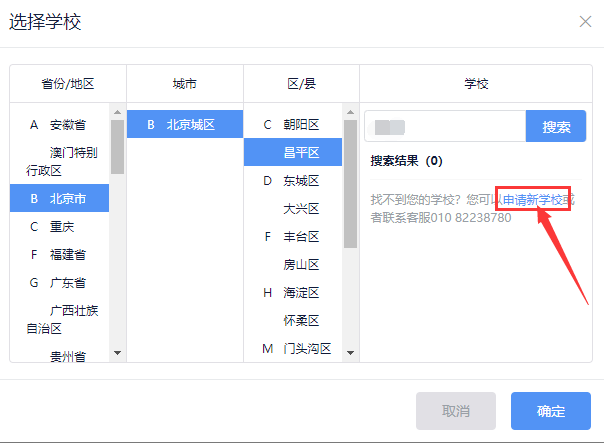 选择学校
省份/地区
城市
区/县
学校
A 安徽省
澳门特别
行政区
B 北京市
C 重庆
F 福建省
G 广东省
广西壮族
自治区
贵州省
B 北京城区
C 朝阳区
昌平区
D 东城区
大兴区
F 丰台区
房山区
H 海淀区
怀柔区
M 门头沟区
搜索
搜索结果（0）
找不到您的学校？您可以申请新学校或
者联系客服010 82238780
取消
确定